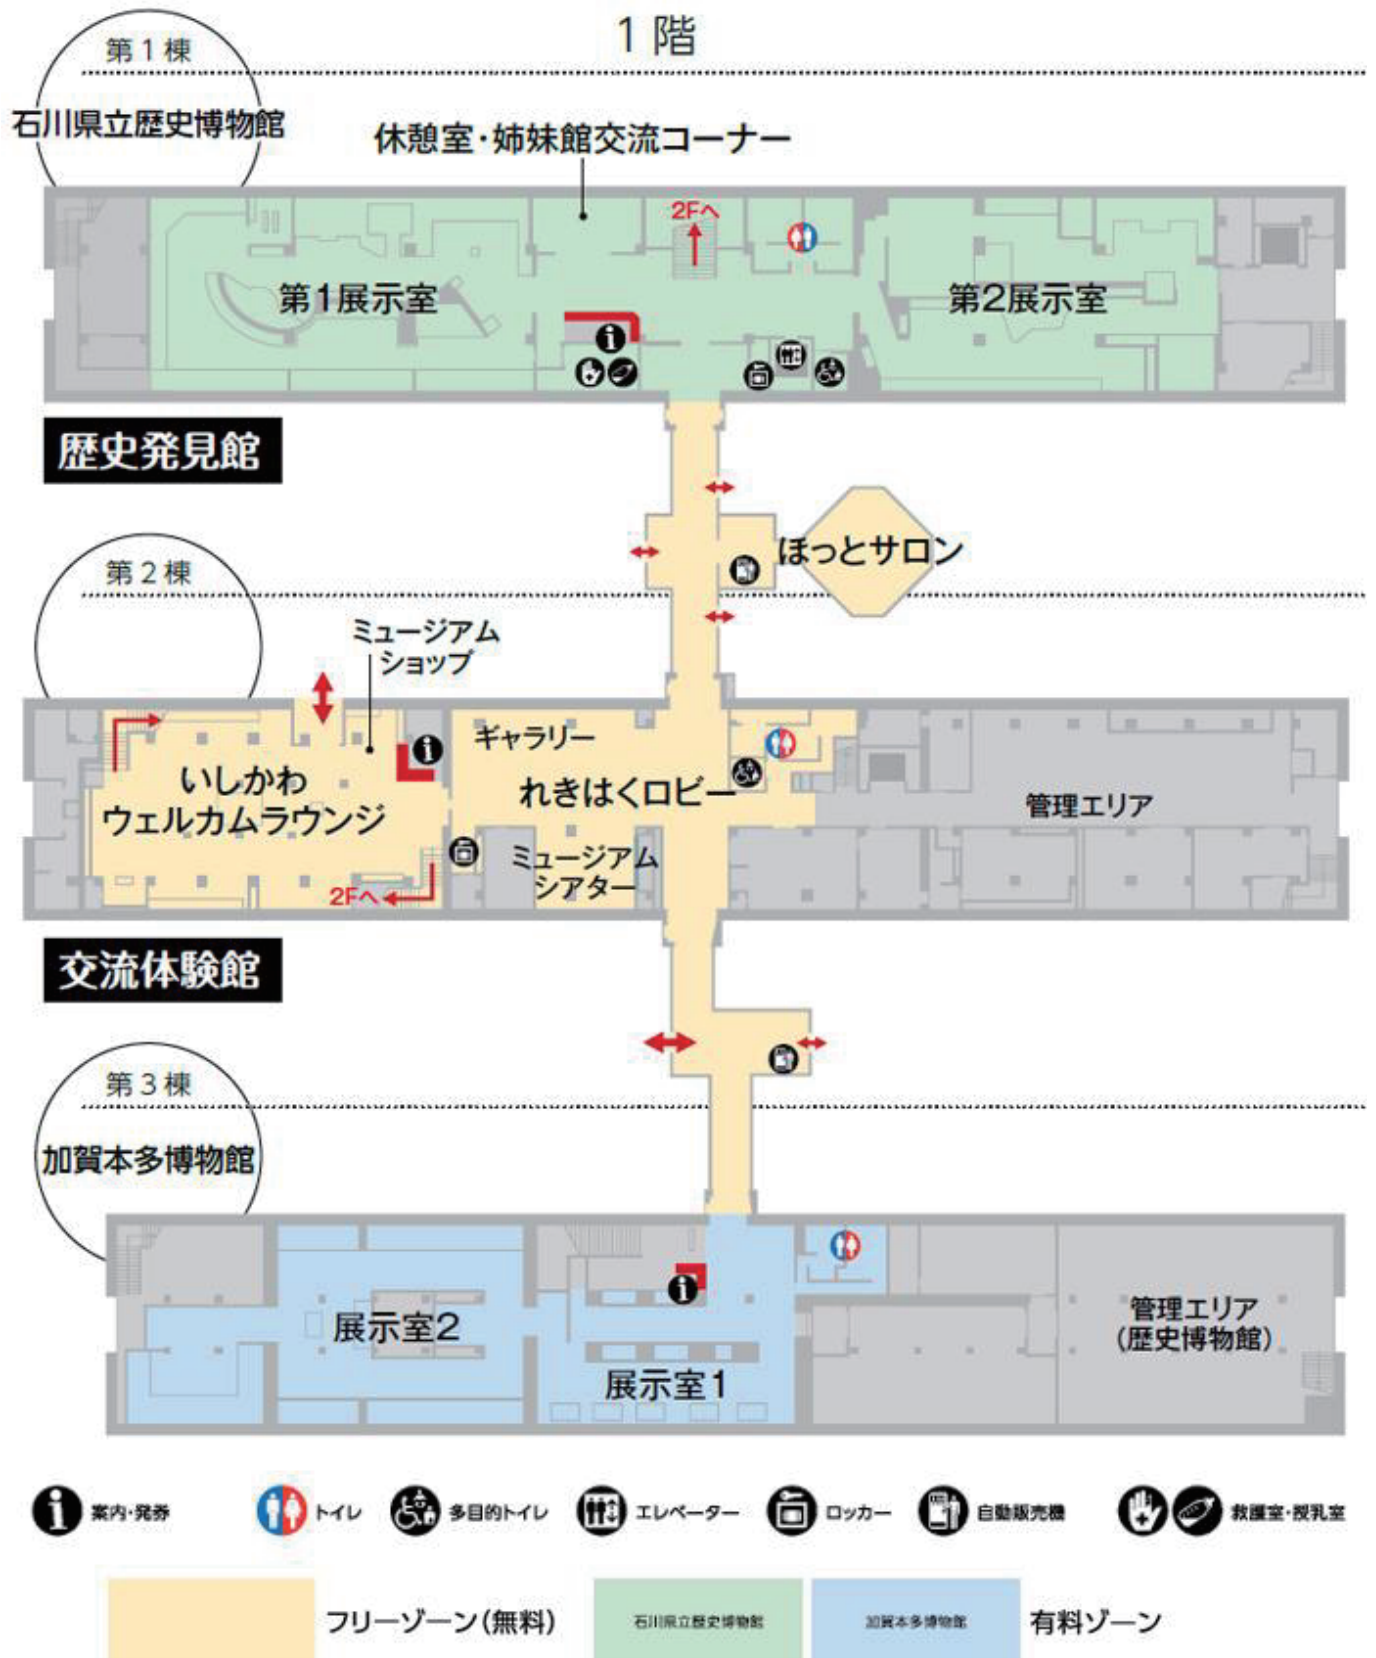 1階
第1棟
石川県立歴史博物館
休憩室・姉妹館交流コーナー
2Fへ
第1展示室
第2展示室
歴史発見館
ほっとサロン
第2棟
ミュージアム
ショップ
ギャラリー
いしかわ
ウェルカムラウンジ
れきはくロビー
管理エリア
ミュージアム
シアター
2Fへ
交流体験館
第3棟
加賀本多博物館
展示室2
展示室1
管理エリア
(歴史博物館)
案内・発券
トイレ
多目的トイレ
エレベーター
ロッカー
自動販売機
救護室・授乳室
フリーゾーン(無料)
石川県立歴史博物館
加賀本多博物館
有料ゾーン